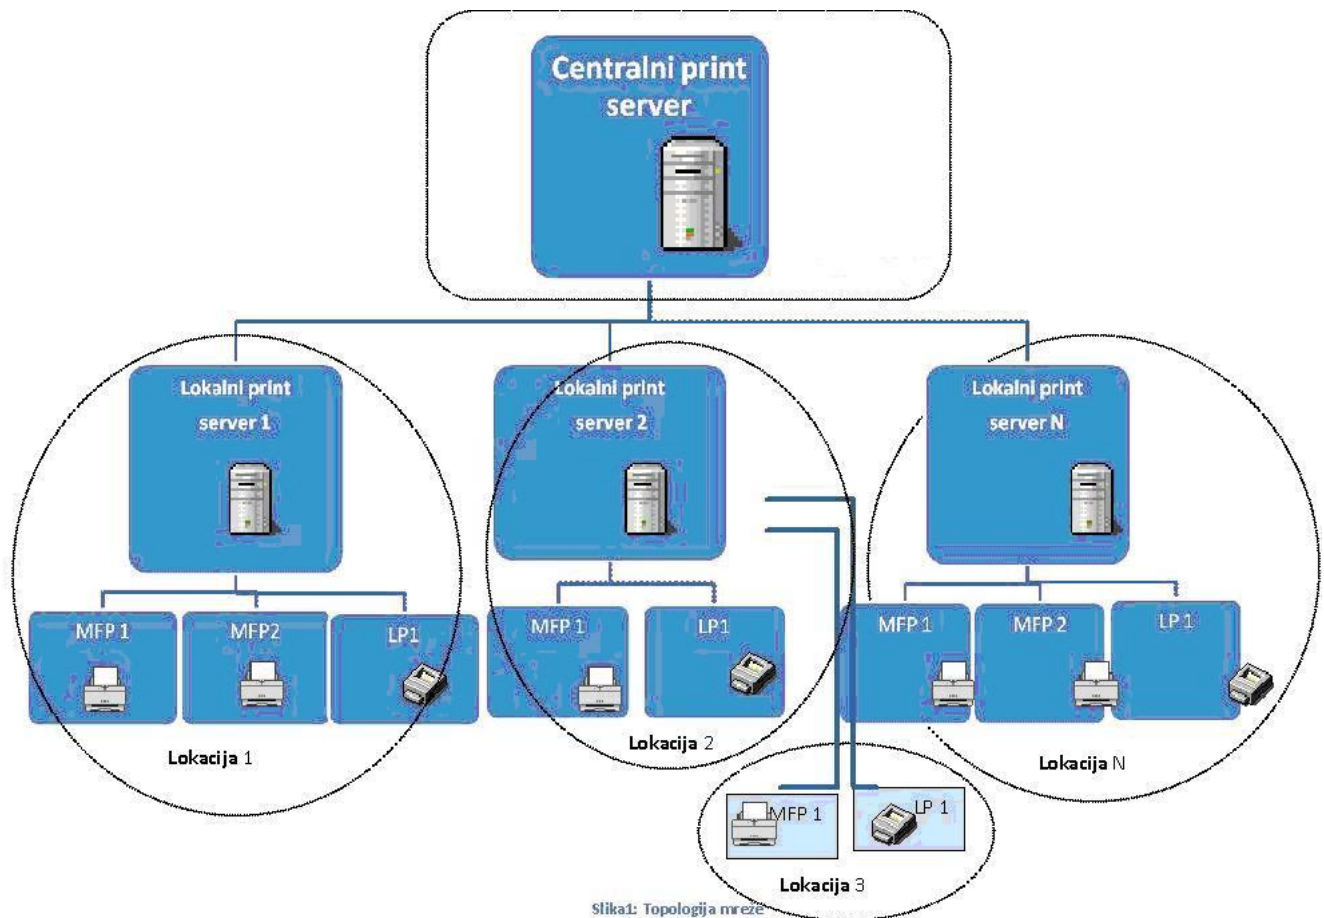 Centralni print
server
Lokalni print
server 1
Lokalni print
server 2
Lokalni print
server N
MFP 1
MFP2
LP1
MFP 1
LP1
MFP 1
MFP 2
LP 1
Lokacija 1
Lokacija 2
Lokacija N
MFP 1
LP 1
Lokacija 3
Slika1: Topologija mreže